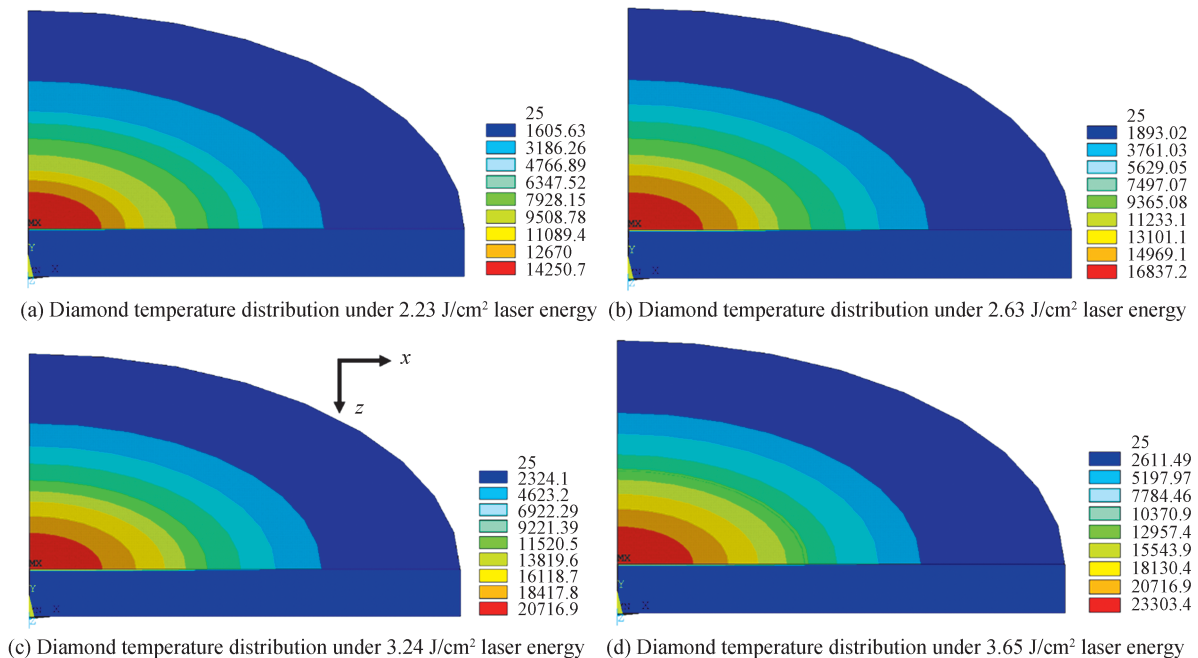 25
1605.63
3186.26
4766.89
6347.52
7928.15
9508.78
11089.4
12670
14250.7
MX
Y
X
Z
(a) Diamond temperature distribution under 2.23 J/cm² laser energy
25
1893.02
3761.03
5629.05
7497.07
9365.08
11233.1
13101.1
14969.1
16837.2
MX
Y
X
Z
(b) Diamond temperature distribution under 2.63 J/cm² laser energy
x
z
25
2324.1
4623.2
6922.29
9221.39
11520.5
13819.6
16118.7
18417.8
20716.9
MX
Y
X
Z
(c) Diamond temperature distribution under 3.24 J/cm² laser energy
25
2611.49
5197.97
7784.46
10370.9
12957.4
15543.9
18130.4
20716.9
23303.4
MX
Y
X
Z
(d) Diamond temperature distribution under 3.65 J/cm² laser energy